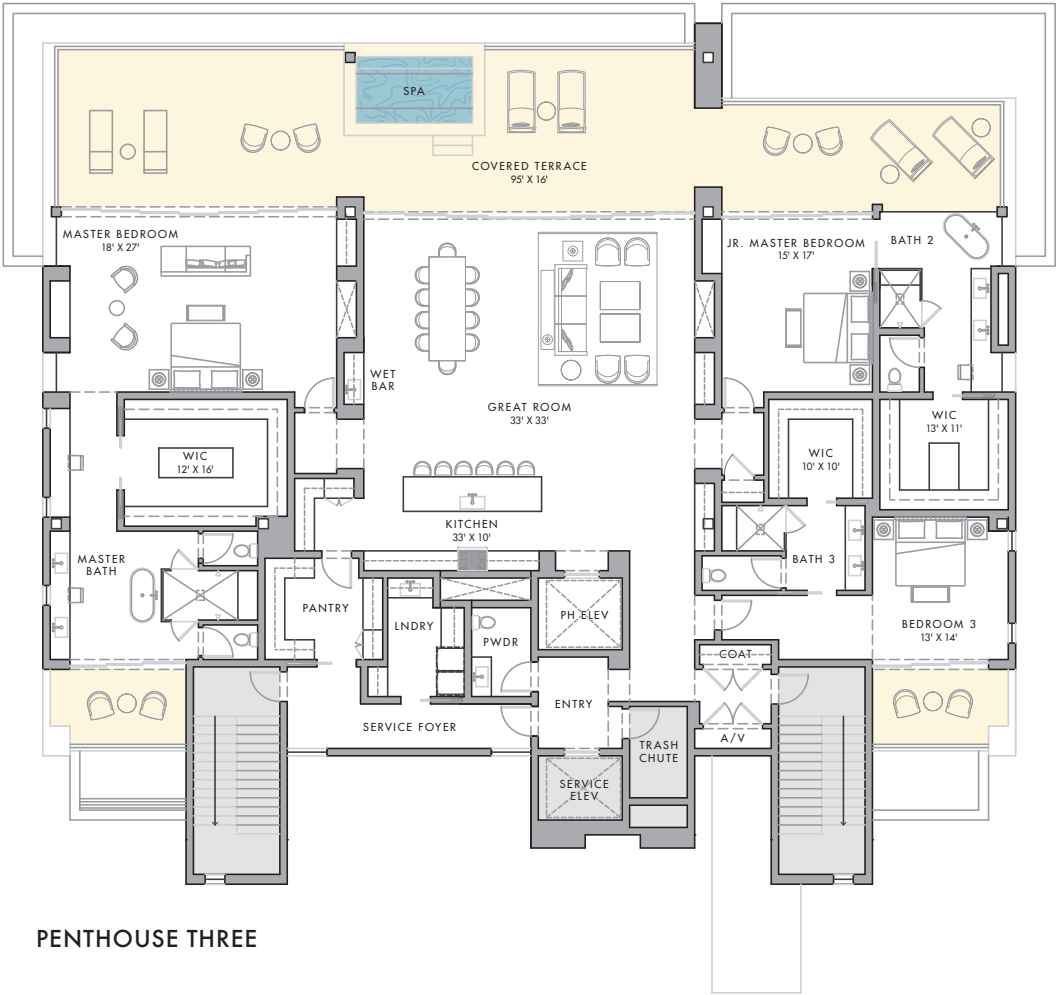 SPA
COVERED TERRACE
95' X 16'
MASTER BEDROOM
18' X 27'
JR. MASTER BEDROOM
15' X 17'
BATH 2
WET
BAR
GREAT ROOM
33' X 33'
WIC
13' X 11'
WIC
12' X 16'
WIC
10' X 10'
KITCHEN
33' X 10'
MASTER
BATH
BATH 3
PANTRY
LNDRY
PWDR
PH ELEV
BEDROOM 3
13' X 14'
COAT
ENTRY
SERVICE FOYER
A/V
TRASH
CHUTE
SERVICE
ELEV
PENTHOUSE THREE